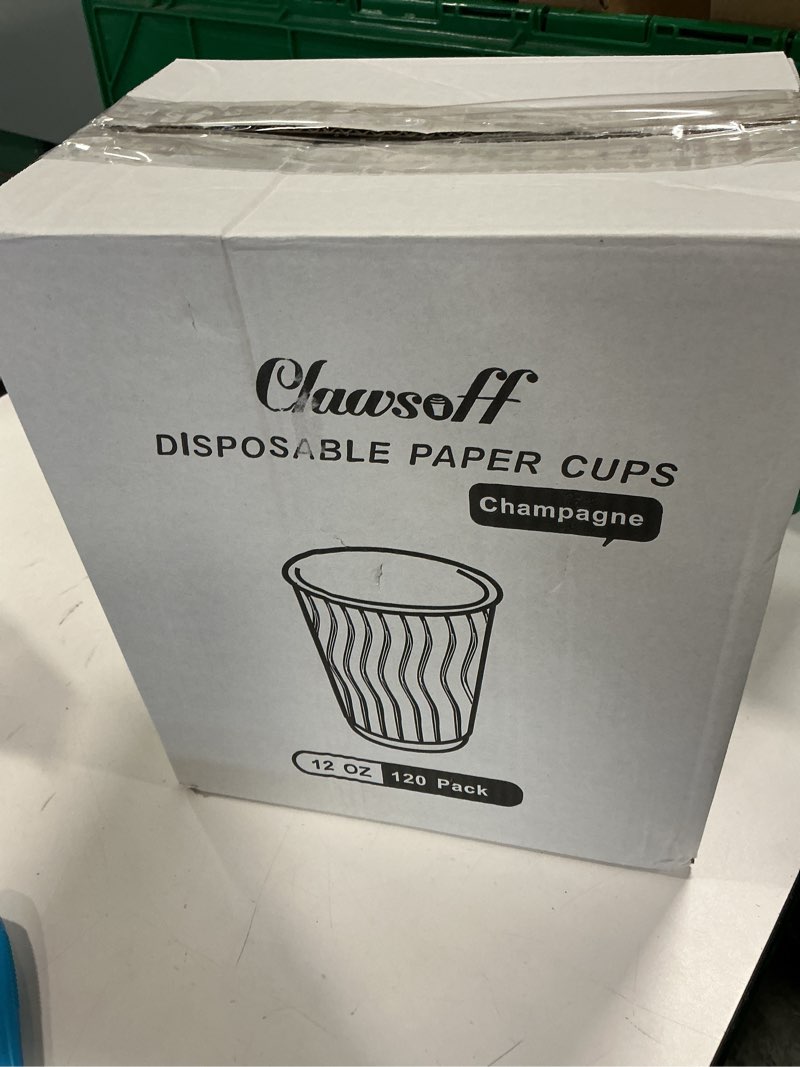 Clawsoff
DISPOSABLE PAPER CUPS
Champagne
12 OZ 120 Pack